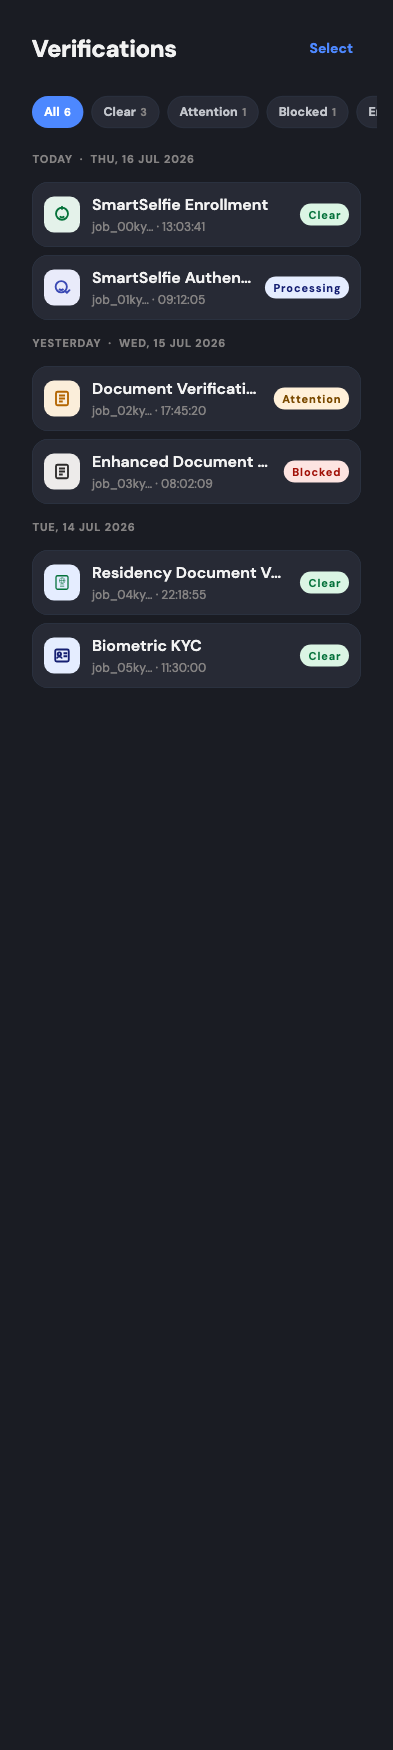 Verifications
Select
All 6
Clear 3
Attention 1
Blocked 1
TODAY · THU, 16 JUL 2026
SmartSelfie Enrollment
job_00ky… · 13:03:41
Clear
SmartSelfie Authen…
job_01ky… · 09:12:05
Processing
YESTERDAY · WED, 15 JUL 2026
Document Verificati…
job_02ky… · 17:45:20
Attention
Enhanced Document …
job_03ky… · 08:02:09
Blocked
TUE, 14 JUL 2026
Residency Document V…
job_04ky… · 22:18:55
Clear
Biometric KYC
job_05ky… · 11:30:00
Clear